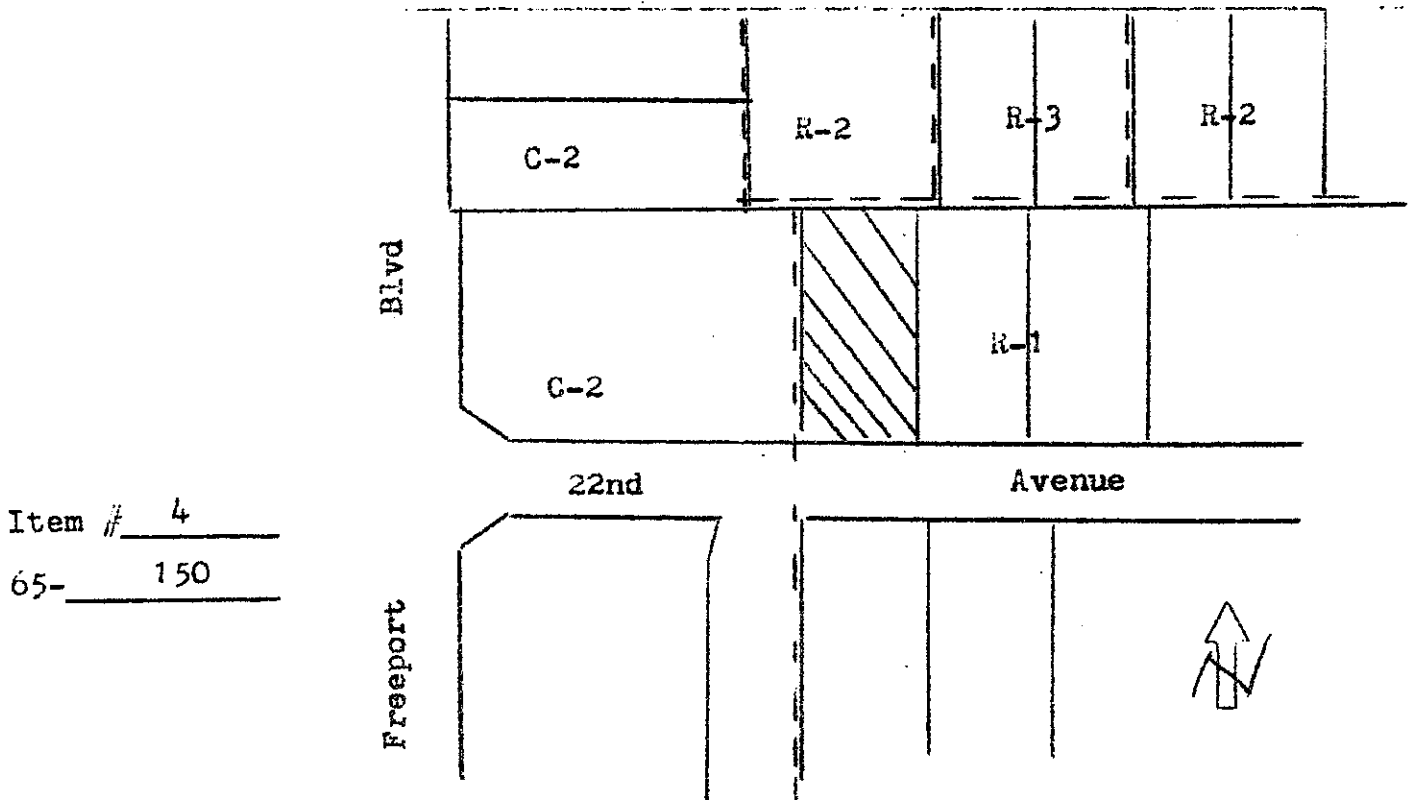 R-2
R-3
R-2
C-2
Blvd
R-1
C-2
22nd Avenue
Item # 4
65- 150
Freeport
N